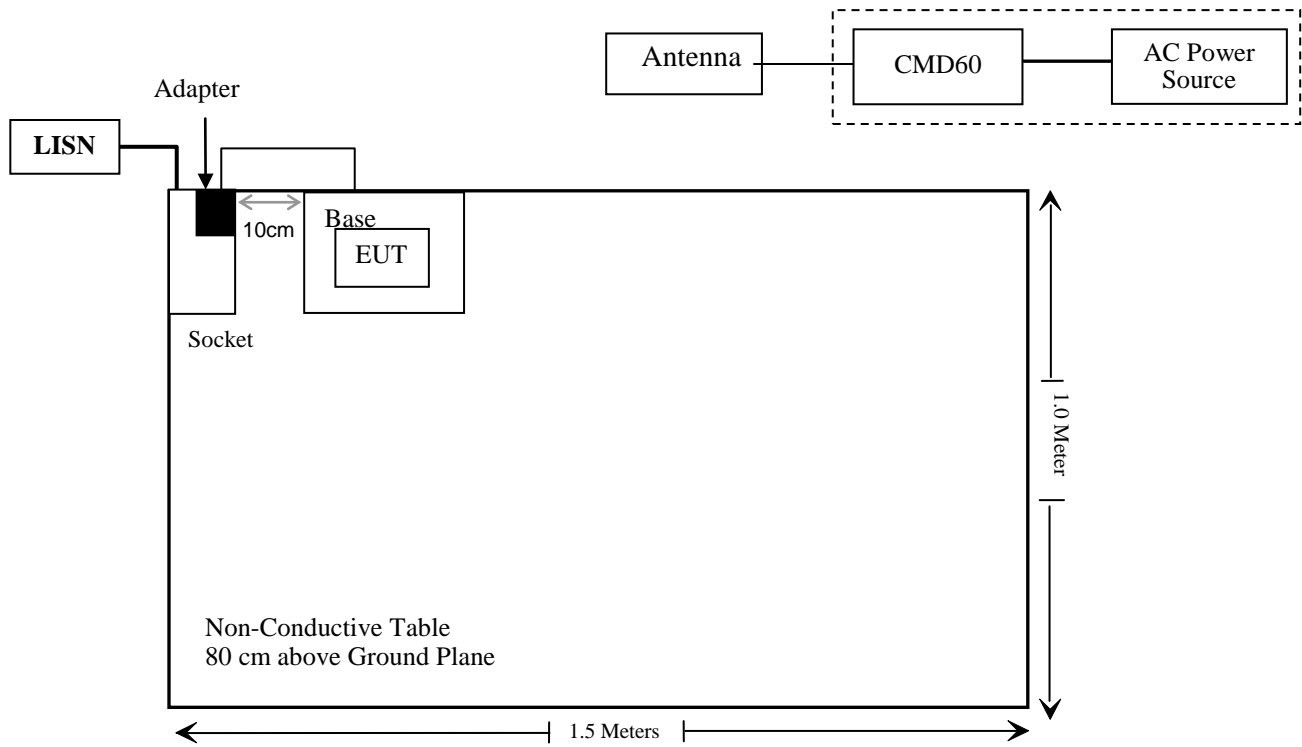 Antenna
CMD60
AC Power
Source
Adapter
LISN
10cm
Base
EUT
Socket
1.0 Meter
Non-Conductive Table
80 cm above Ground Plane
1.5 Meters